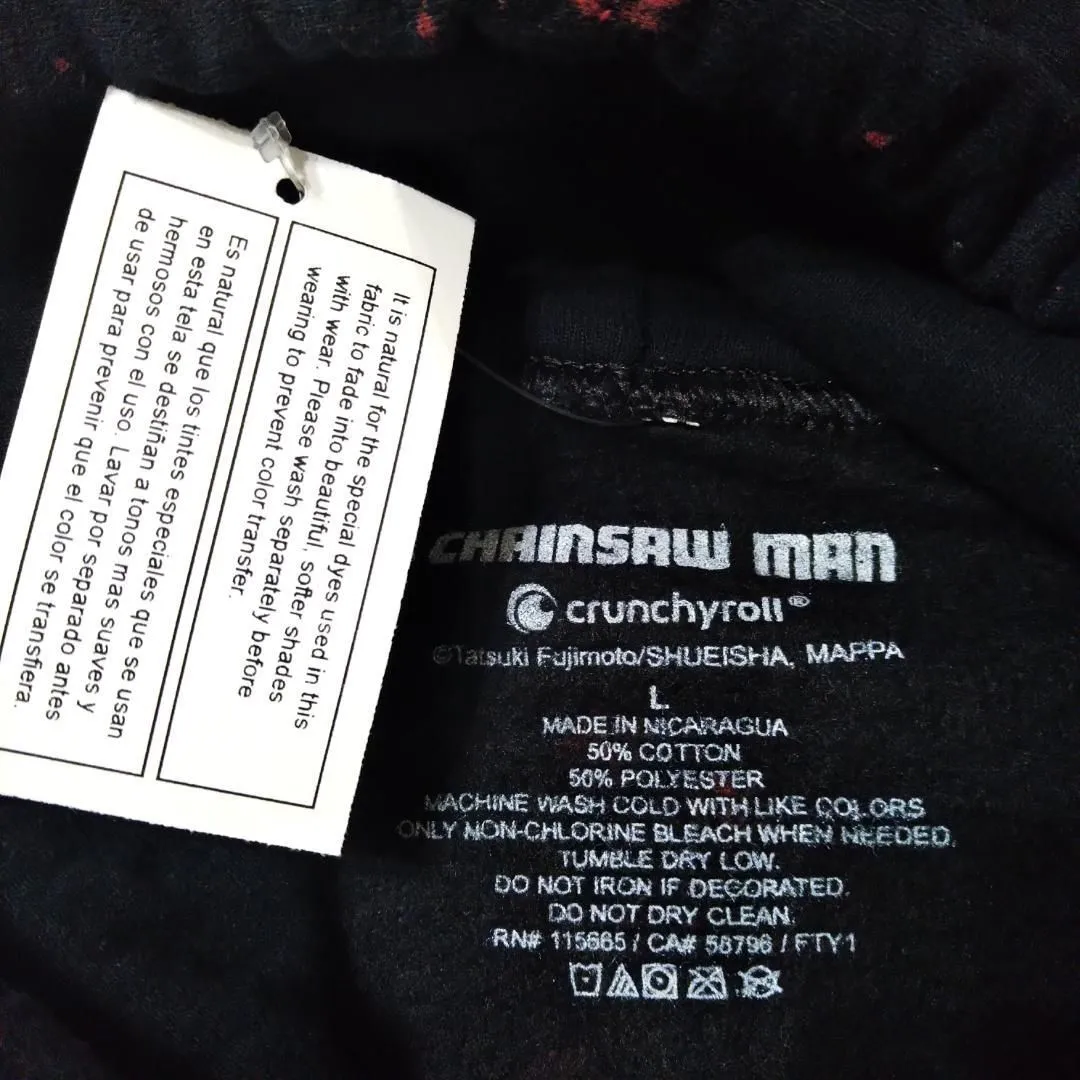 Es natural que los tintes especiales que se usan
en esta tela se destiñan a tonos mas suaves y
hermosos con el uso. Lavar por separado antes
de usar para prevenir que el color se transfiera.
It is natural for the special dyes used in this
fabric to fade into beautiful, softer shades
with wear. Please wash separately before
wearing to prevent color transfer.
CHAINSAW MAN
crunchyroll®
©Tatsuki Fujimoto/SHUEISHA, MAPPA
L
MADE IN NICARAGUA
50% COTTON
50% POLYESTER
MACHINE WASH COLD WITH LIKE COLORS
ONLY NON-CHLORINE BLEACH WHEN NEEDED.
TUMBLE DRY LOW.
DO NOT IRON IF DECORATED.
DO NOT DRY CLEAN.
RN# 115665 / CA# 56796 / FTY1